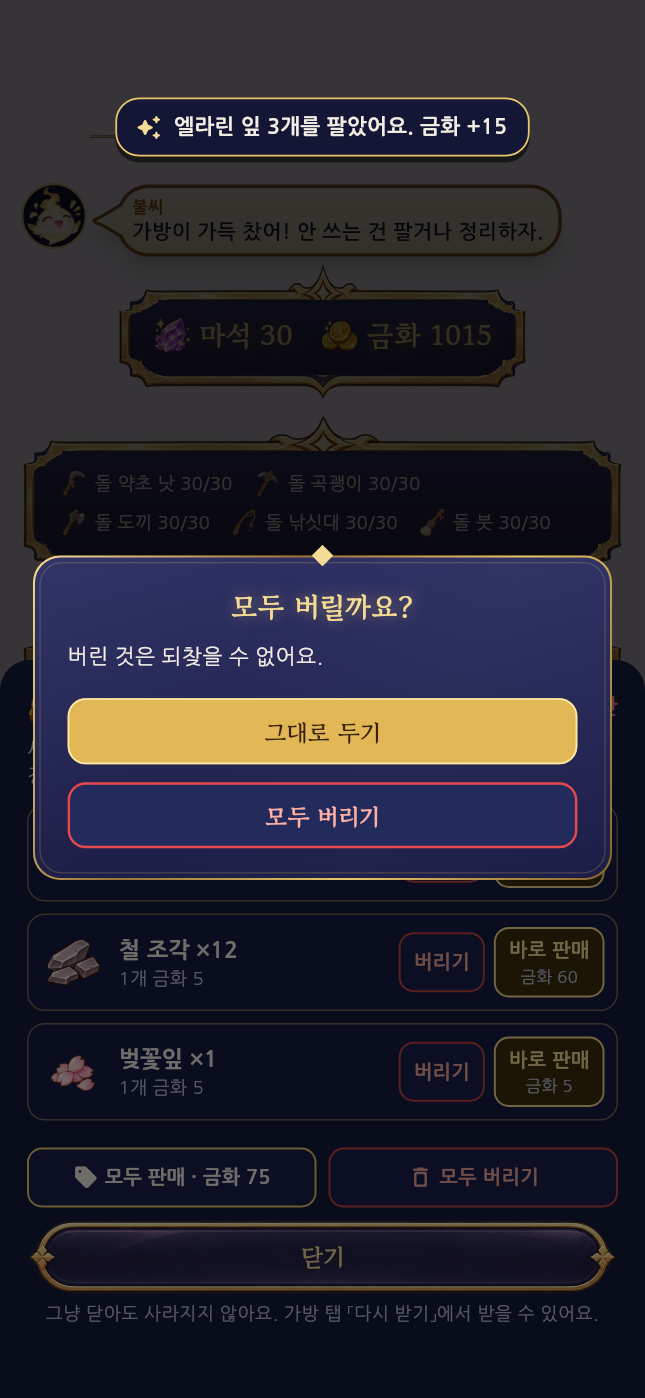 엘라린 잎 3개를 팔았어요. 금화 +15
불씨
가방이 가득 찼어! 안 쓰는 건 팔거나 정리하자.
마석 30 금화 1015
돌 약초 낫 30/30 돌 곡괭이 30/30
돌 도끼 30/30 돌 낚싯대 30/30 돌 붓 30/30
모두 버릴까요?
버린 것은 되찾을 수 없어요.
그대로 두기
모두 버리기
철 조각 ×12
1개 금화 5
버리기
바로 판매
금화 60
벚꽃잎 ×1
1개 금화 5
버리기
바로 판매
금화 5
모두 판매 · 금화 75
모두 버리기
닫기
그냥 닫아도 사라지지 않아요. 가방 탭 「다시 받기」에서 받을 수 있어요.